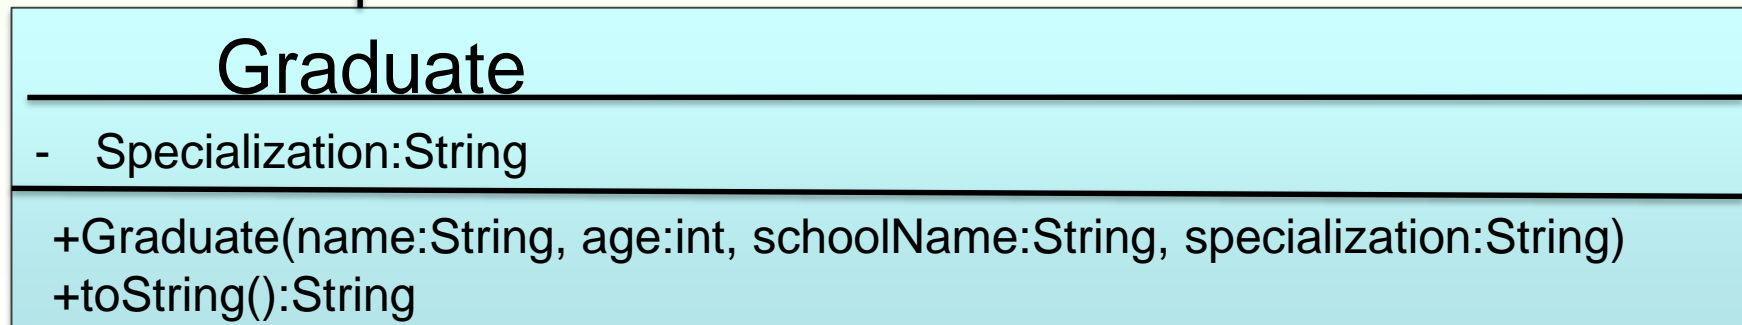 Graduate
- Specialization:String
+Graduate(name:String, age:int, schoolName:String, specialization:String)
+toString():String